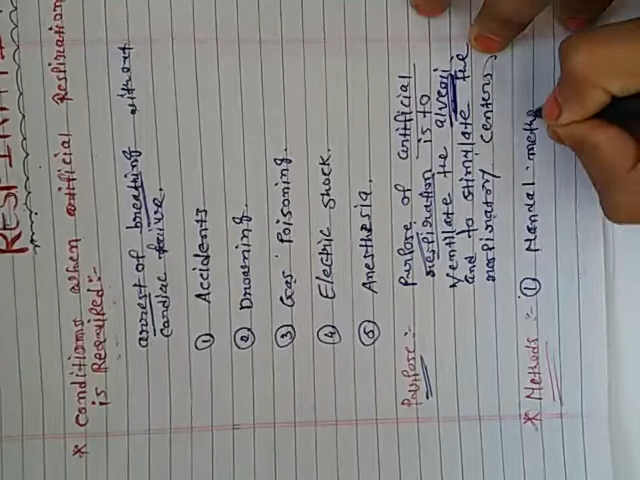 * Conditions when artificial Respiration
is Required:-
arrest of breathing without
cardiac failure.
① Accidents
② Drowning.
③ Gas Poisoning.
④ Electric shock.
⑤ Anesthesia.
Purpose:- Purpose of artificial
respiration is to
ventilate the alveoli
and to stimulate the
respiratory centers
* Methods:- ① Manual meth